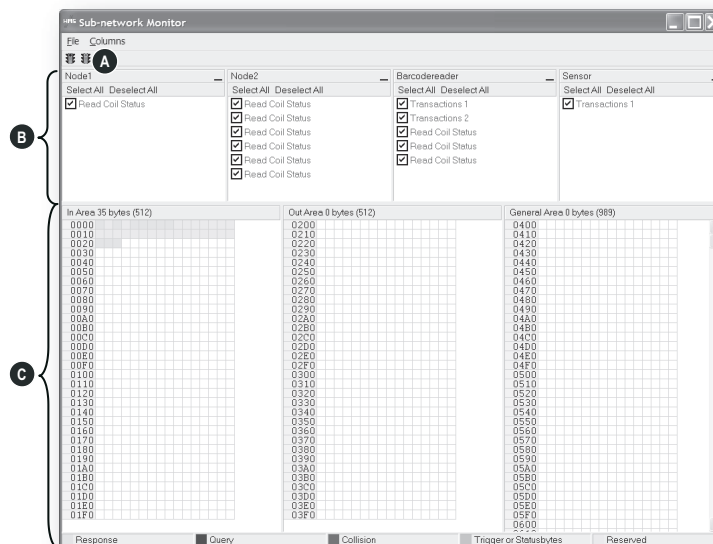 HMS Sub-network Monitor
File Columns
A
Node1 Node2 Barcodereader Sensor
Select All Deselect All Select All Deselect All Select All Deselect All Select All Deselect All
Read Coil Status Read Coil Status Transactions 1 Transactions 1
Read Coil Status Transactions 2
B
Read Coil Status Read Coil Status
Read Coil Status Read Coil Status
Read Coil Status Read Coil Status
Read Coil Status
In Area 35 bytes (512) Out Area 0 bytes (512) General Area 0 bytes (989)
0000 0200 0400
0010 0210 0410
0020 0220 0420
0030 0230 0430
0040 0240 0440
0050 0250 0450
0060 0260 0460
0070 0270 0470
0080 0280 0480
0090 0290 0490
00A0 02A0 04A0
00B0 02B0 04B0
00C0 02C0 04C0
00D0 02D0 04D0
00E0 02E0 04E0
00F0 02F0 04F0
C
0100 0300 0500
0110 0310 0510
0120 0320 0520
0130 0330 0530
0140 0340 0540
0150 0350 0550
0160 0360 0560
0170 0370 0570
0180 0380 0580
0190 0390 0590
01A0 03A0 05A0
01B0 03B0 05B0
01C0 03C0 05C0
01D0 03D0 05D0
01E0 03E0 05E0
01F0 03F0 05F0
0600
Response Query Collision Trigger or Statusbytes Reserved